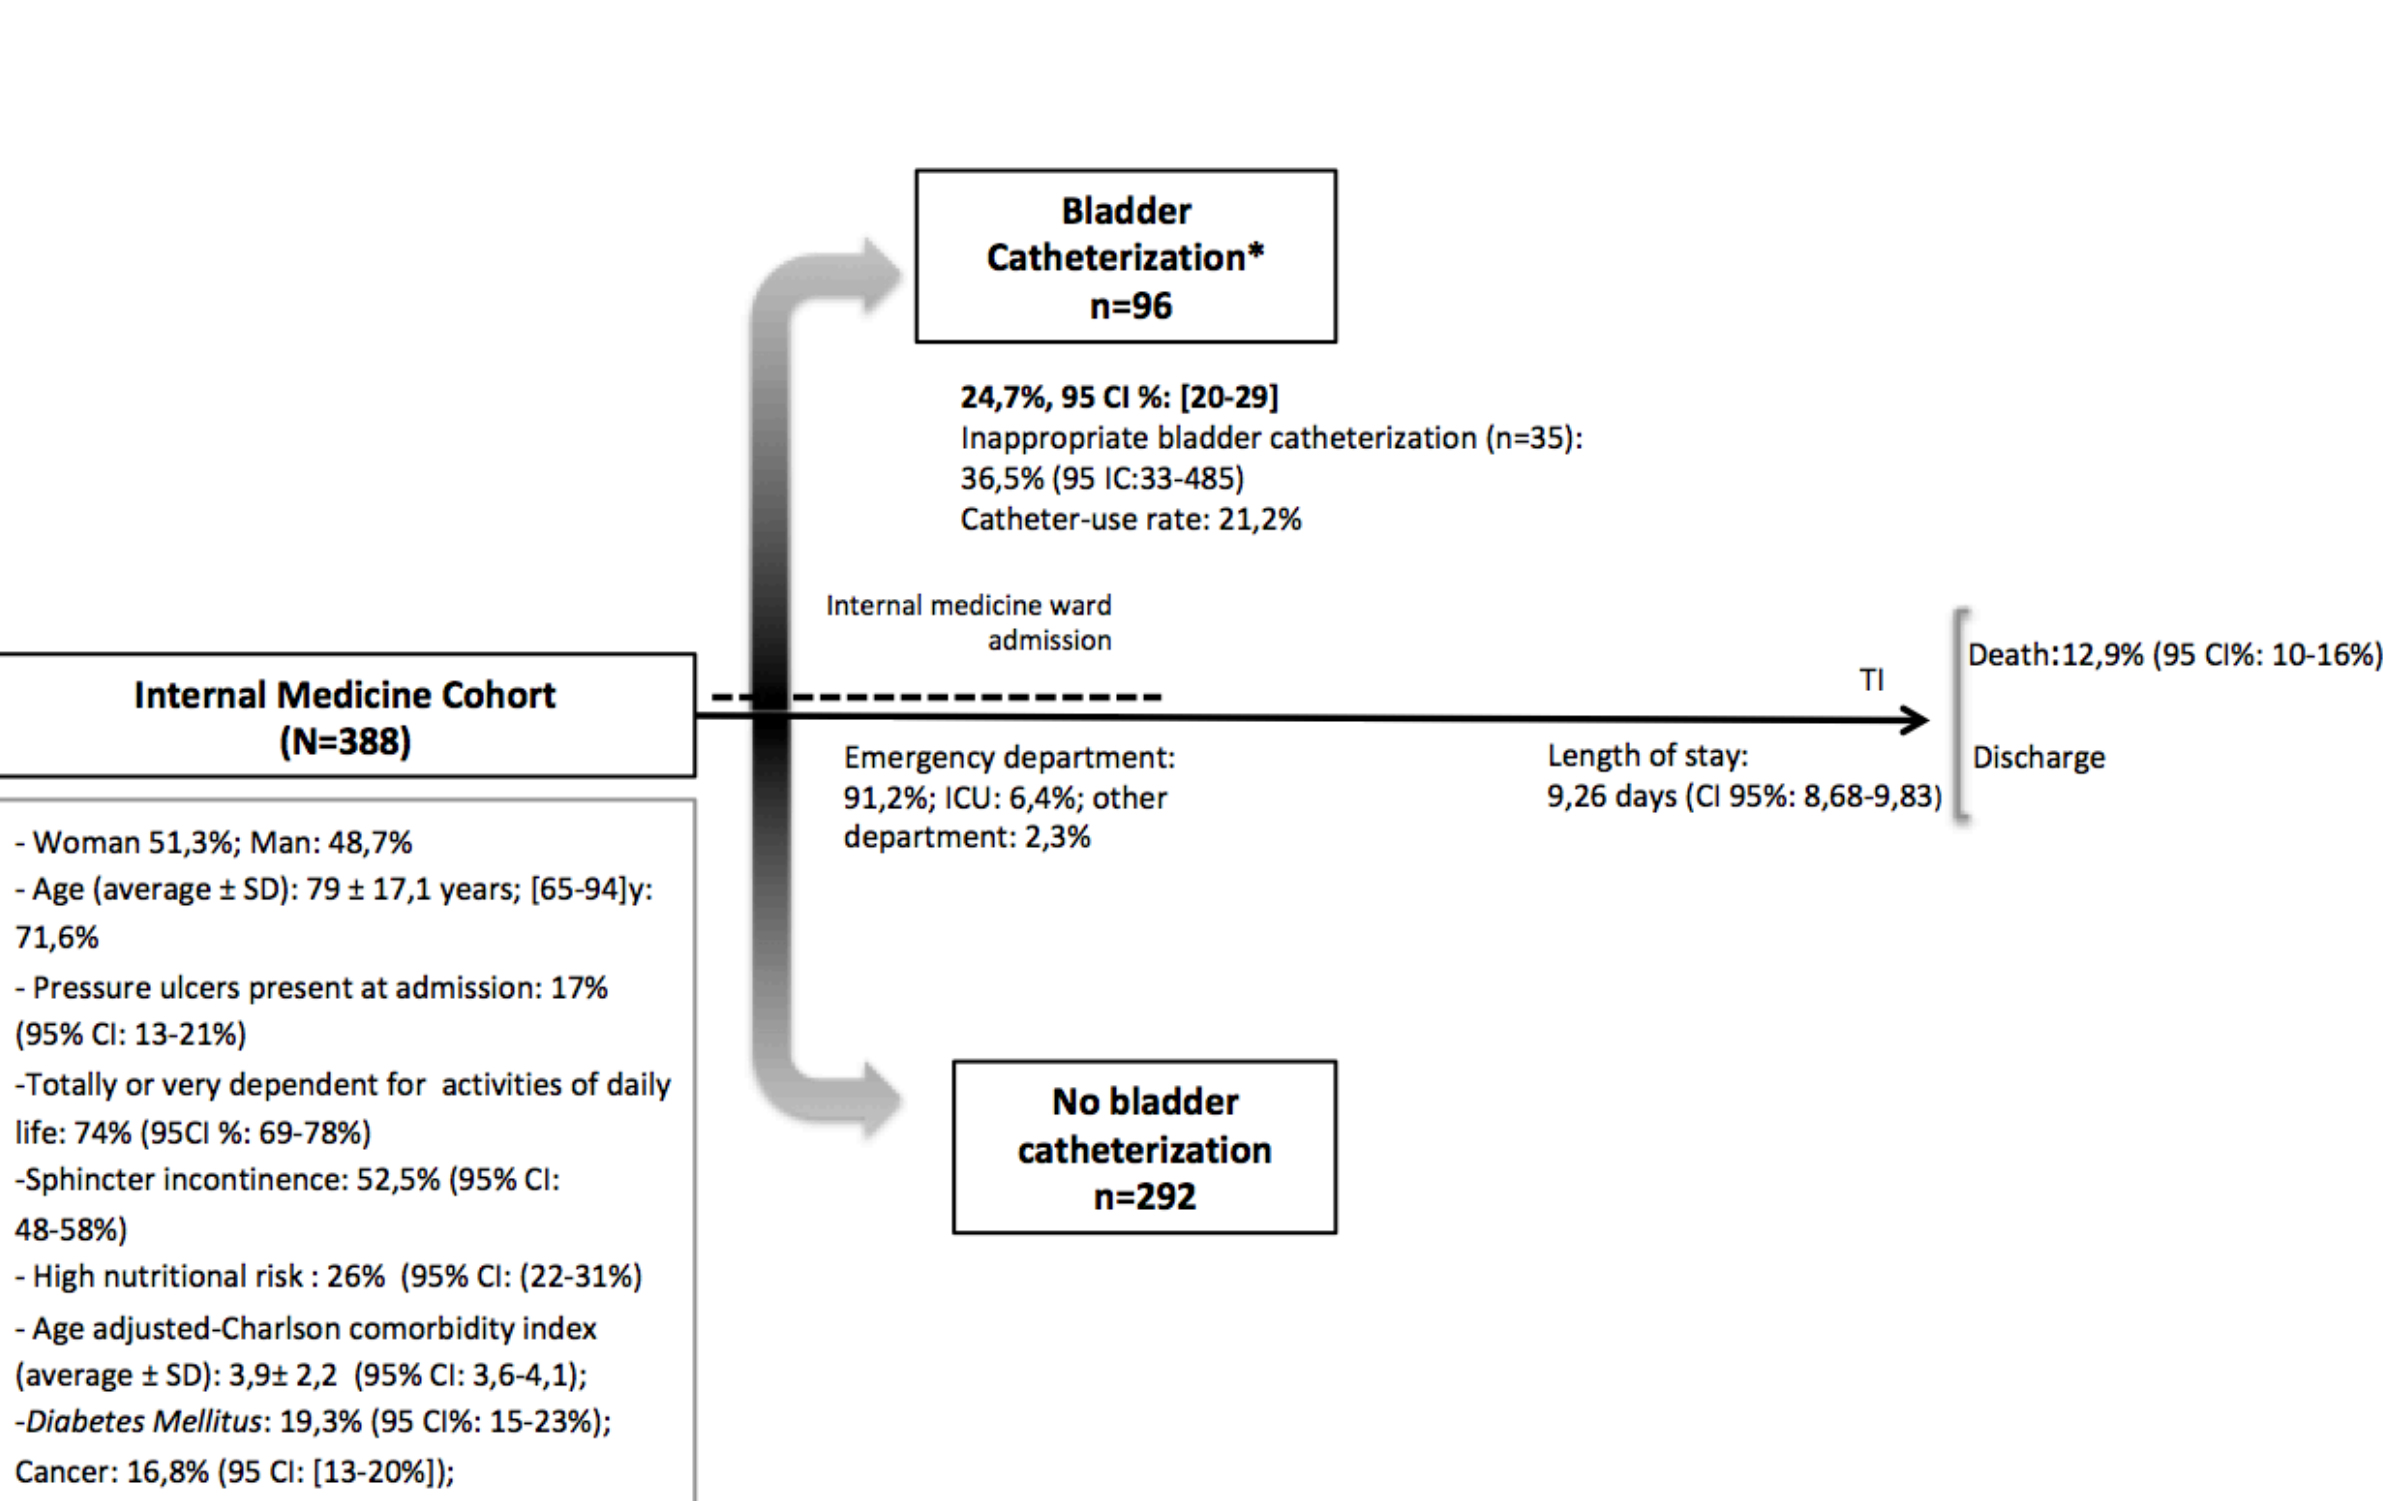 Bladder
Catheterization*
n=96
24,7%, 95 CI %: [20-29]
Inappropriate bladder catheterization (n=35):
36,5% (95 IC:33-485)
Catheter-use rate: 21,2%
Internal medicine ward
admission
Internal Medicine Cohort
(N=388)
TI
Death:12,9% (95 CI%: 10-16%)
Discharge
Emergency department:
91,2%; ICU: 6,4%; other
department: 2,3%
Length of stay:
9,26 days (CI 95%: 8,68-9,83)
- Woman 51,3%; Man: 48,7%
- Age (average ± SD): 79 ± 17,1 years; [65-94]y:
71,6%
- Pressure ulcers present at admission: 17%
(95% CI: 13-21%)
-Totally or very dependent for activities of daily
life: 74% (95CI %: 69-78%)
-Sphincter incontinence: 52,5% (95% CI:
48-58%)
- High nutritional risk : 26% (95% CI: (22-31%)
- Age adjusted-Charlson comorbidity index
(average ± SD): 3,9± 2,2 (95% CI: 3,6-4,1);
-Diabetes Mellitus: 19,3% (95 CI%: 15-23%);
Cancer: 16,8% (95 CI: [13-20%]);
No bladder
catheterization
n=292